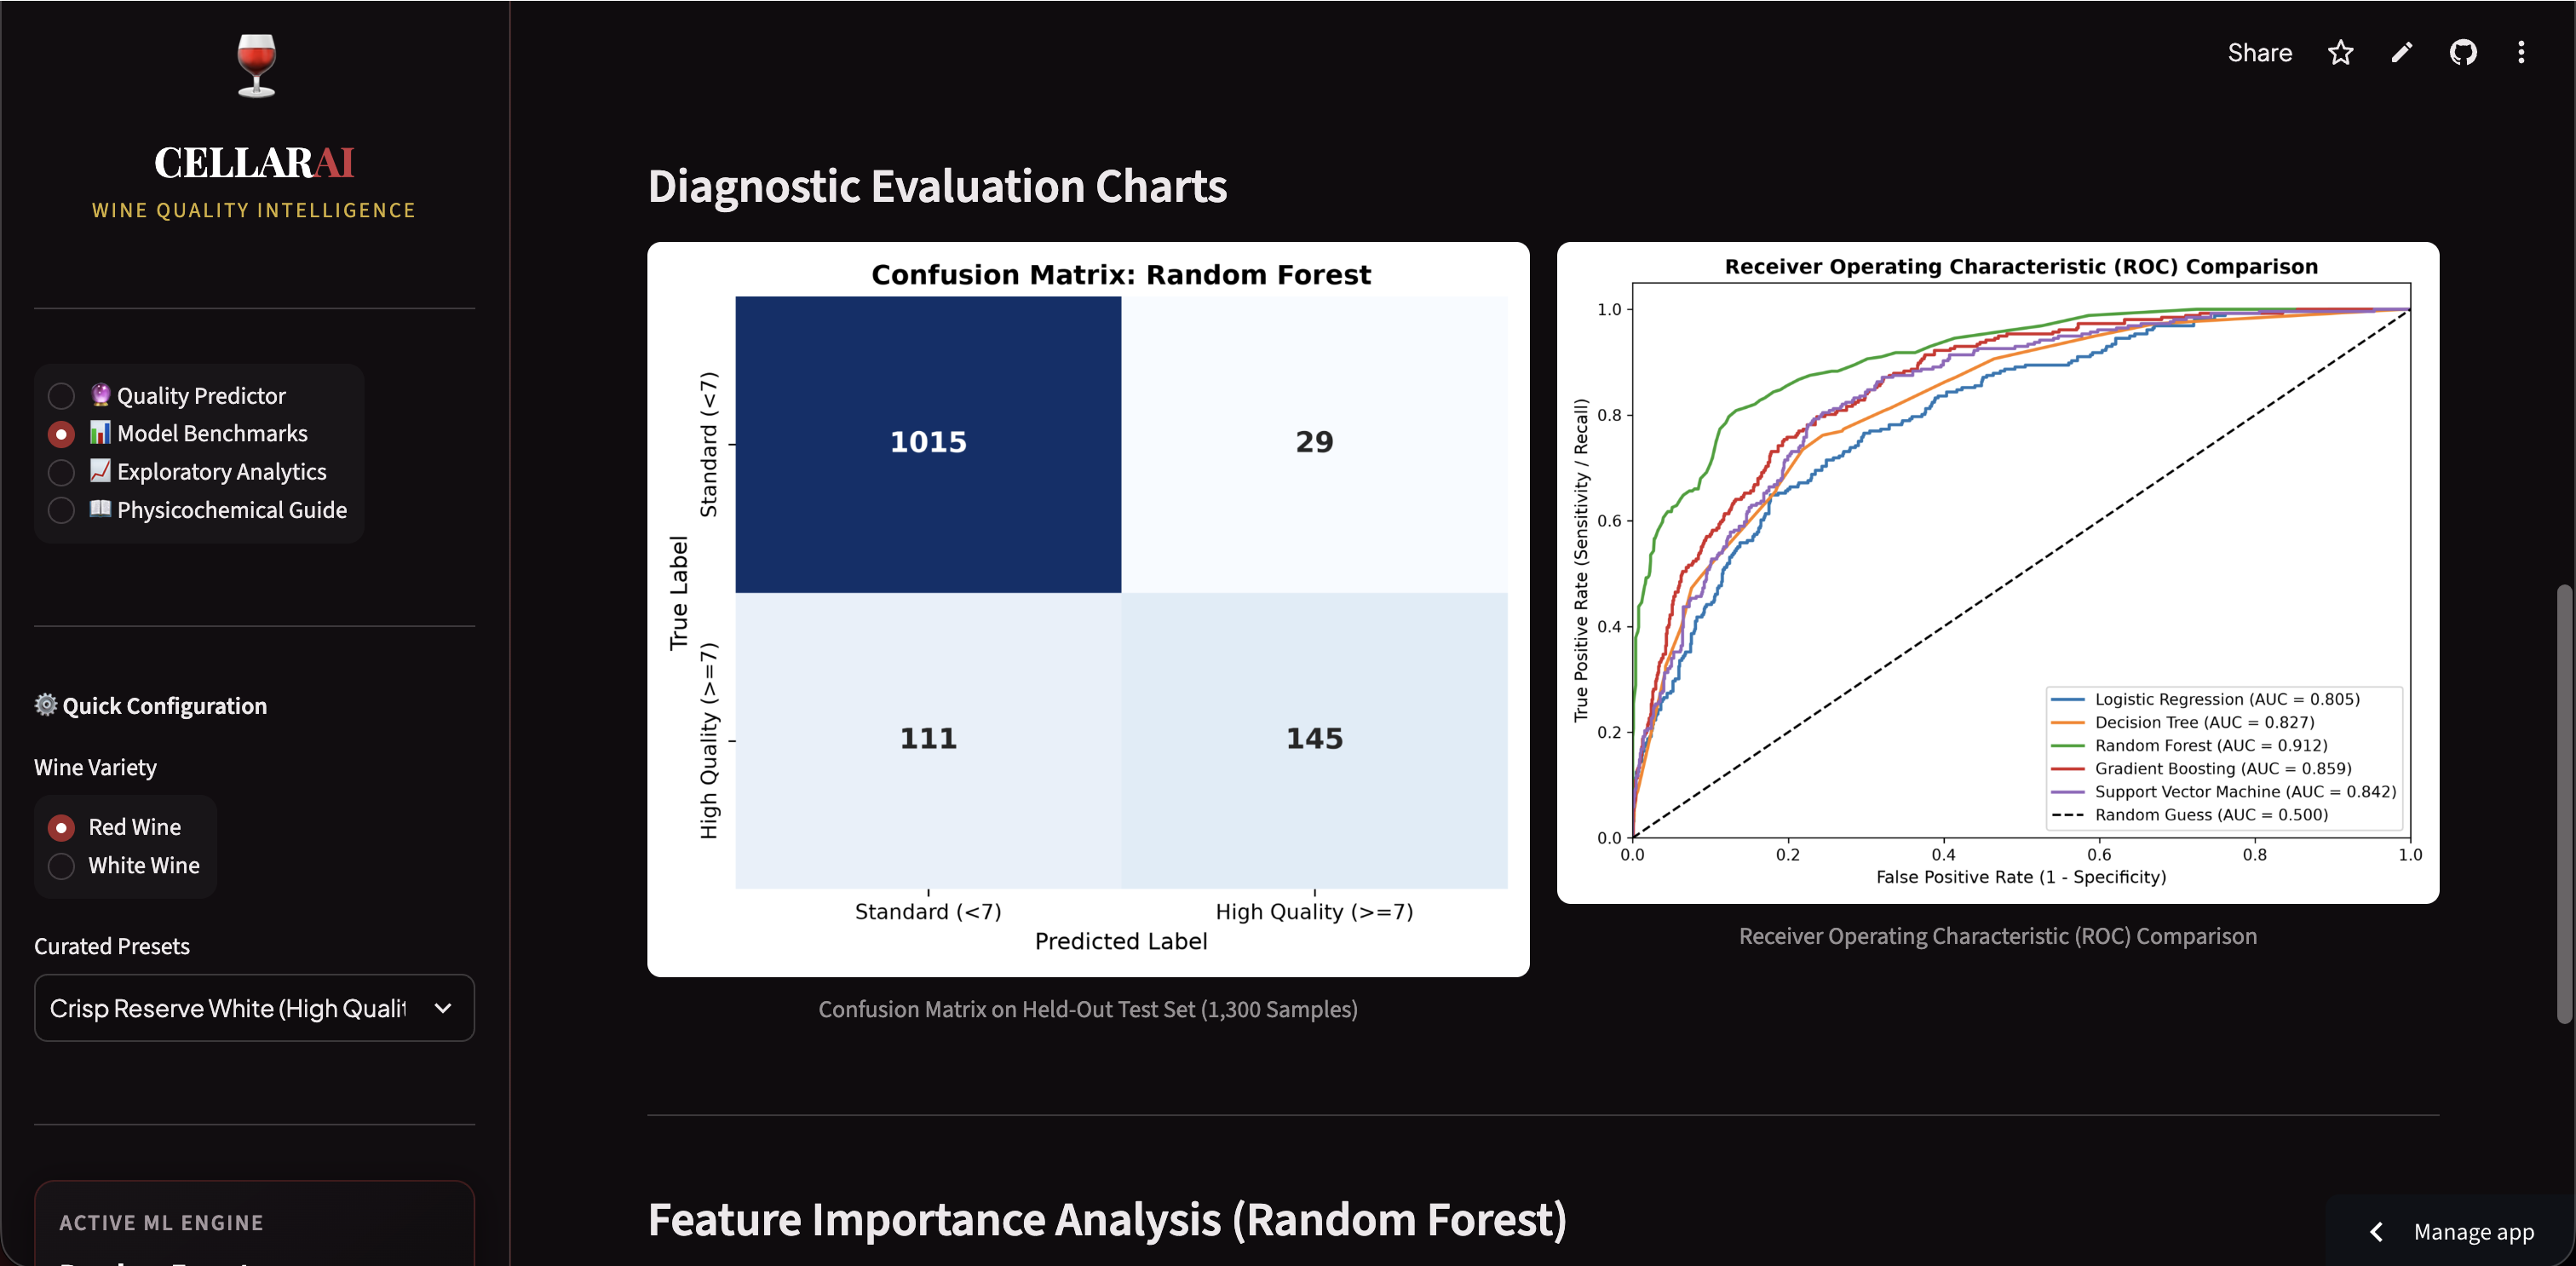 CELLARAI
WINE QUALITY INTELLIGENCE
Quality Predictor
Model Benchmarks
Exploratory Analytics
Physicochemical Guide
Quick Configuration
Wine Variety
Red Wine
White Wine
Curated Presets
Crisp Reserve White (High Qualit
ACTIVE ML ENGINE
Share
Diagnostic Evaluation Charts
Confusion Matrix: Random Forest
True Label
Standard (<7)
High Quality (>=7)
1015
29
111
145
Standard (<7)
High Quality (>=7)
Predicted Label
Confusion Matrix on Held-Out Test Set (1,300 Samples)
Receiver Operating Characteristic (ROC) Comparison
True Positive Rate (Sensitivity / Recall)
1.0
0.8
0.6
0.4
0.2
0.0
Logistic Regression (AUC = 0.805)
Decision Tree (AUC = 0.827)
Random Forest (AUC = 0.912)
Gradient Boosting (AUC = 0.859)
Support Vector Machine (AUC = 0.842)
Random Guess (AUC = 0.500)
0.0
0.2
0.4
0.6
0.8
1.0
False Positive Rate (1 - Specificity)
Receiver Operating Characteristic (ROC) Comparison
Feature Importance Analysis (Random Forest)
Manage app